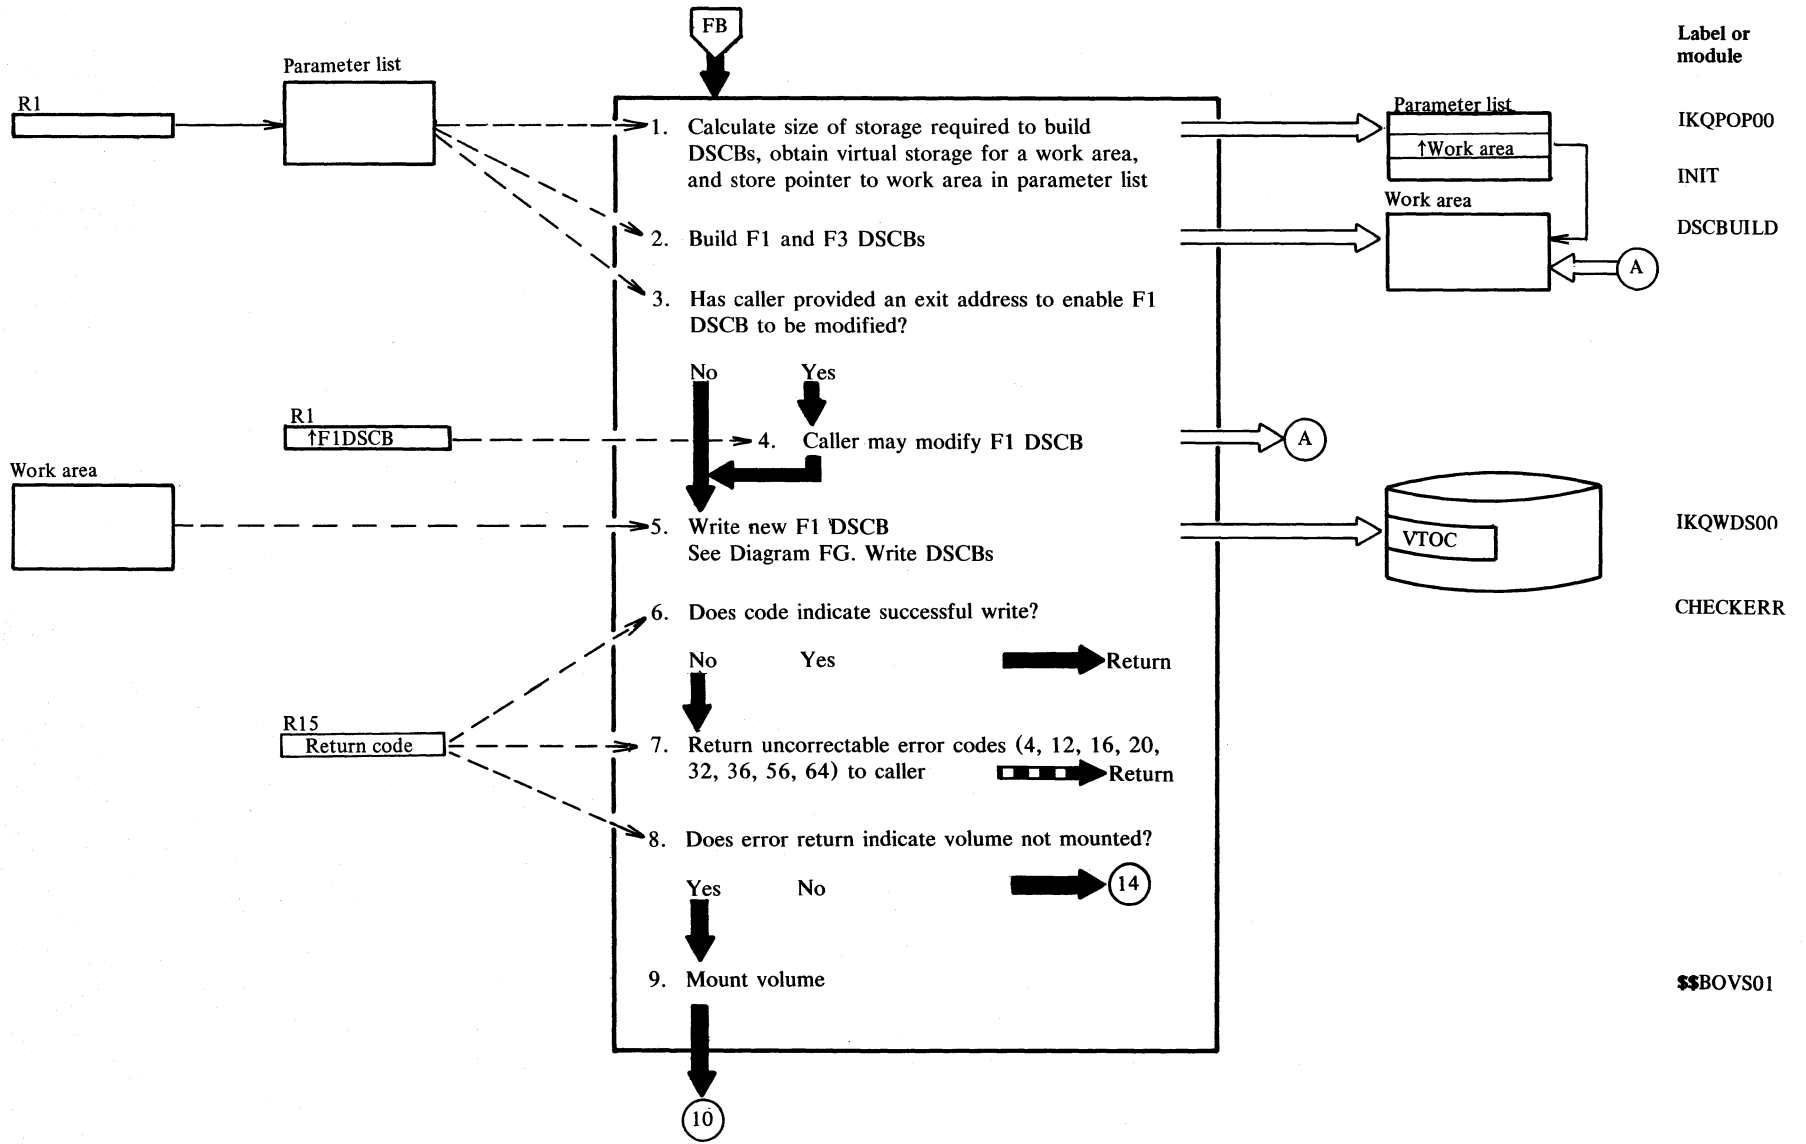 FB
Label or
module
Parameter list
R1
1. Calculate size of storage required to build
DSCBs, obtain virtual storage for a work area,
and store pointer to work area in parameter list
Parameter list
↑Work area
IKQPOP00
INIT
Work area
2. Build F1 and F3 DSCBs
DSCBUILD
A
3. Has caller provided an exit address to enable F1
DSCB to be modified?
No Yes
R1
↑F1DSCB
4. Caller may modify F1 DSCB
A
Work area
5. Write new F1 DSCB
See Diagram FG. Write DSCBs
VTOC
IKQWDS00
6. Does code indicate successful write?
CHECKERR
No Yes Return
R15
Return code
7. Return uncorrectable error codes (4, 12, 16, 20,
32, 36, 56, 64) to caller Return
8. Does error return indicate volume not mounted?
Yes No 14
9. Mount volume
$$BOVS01
10